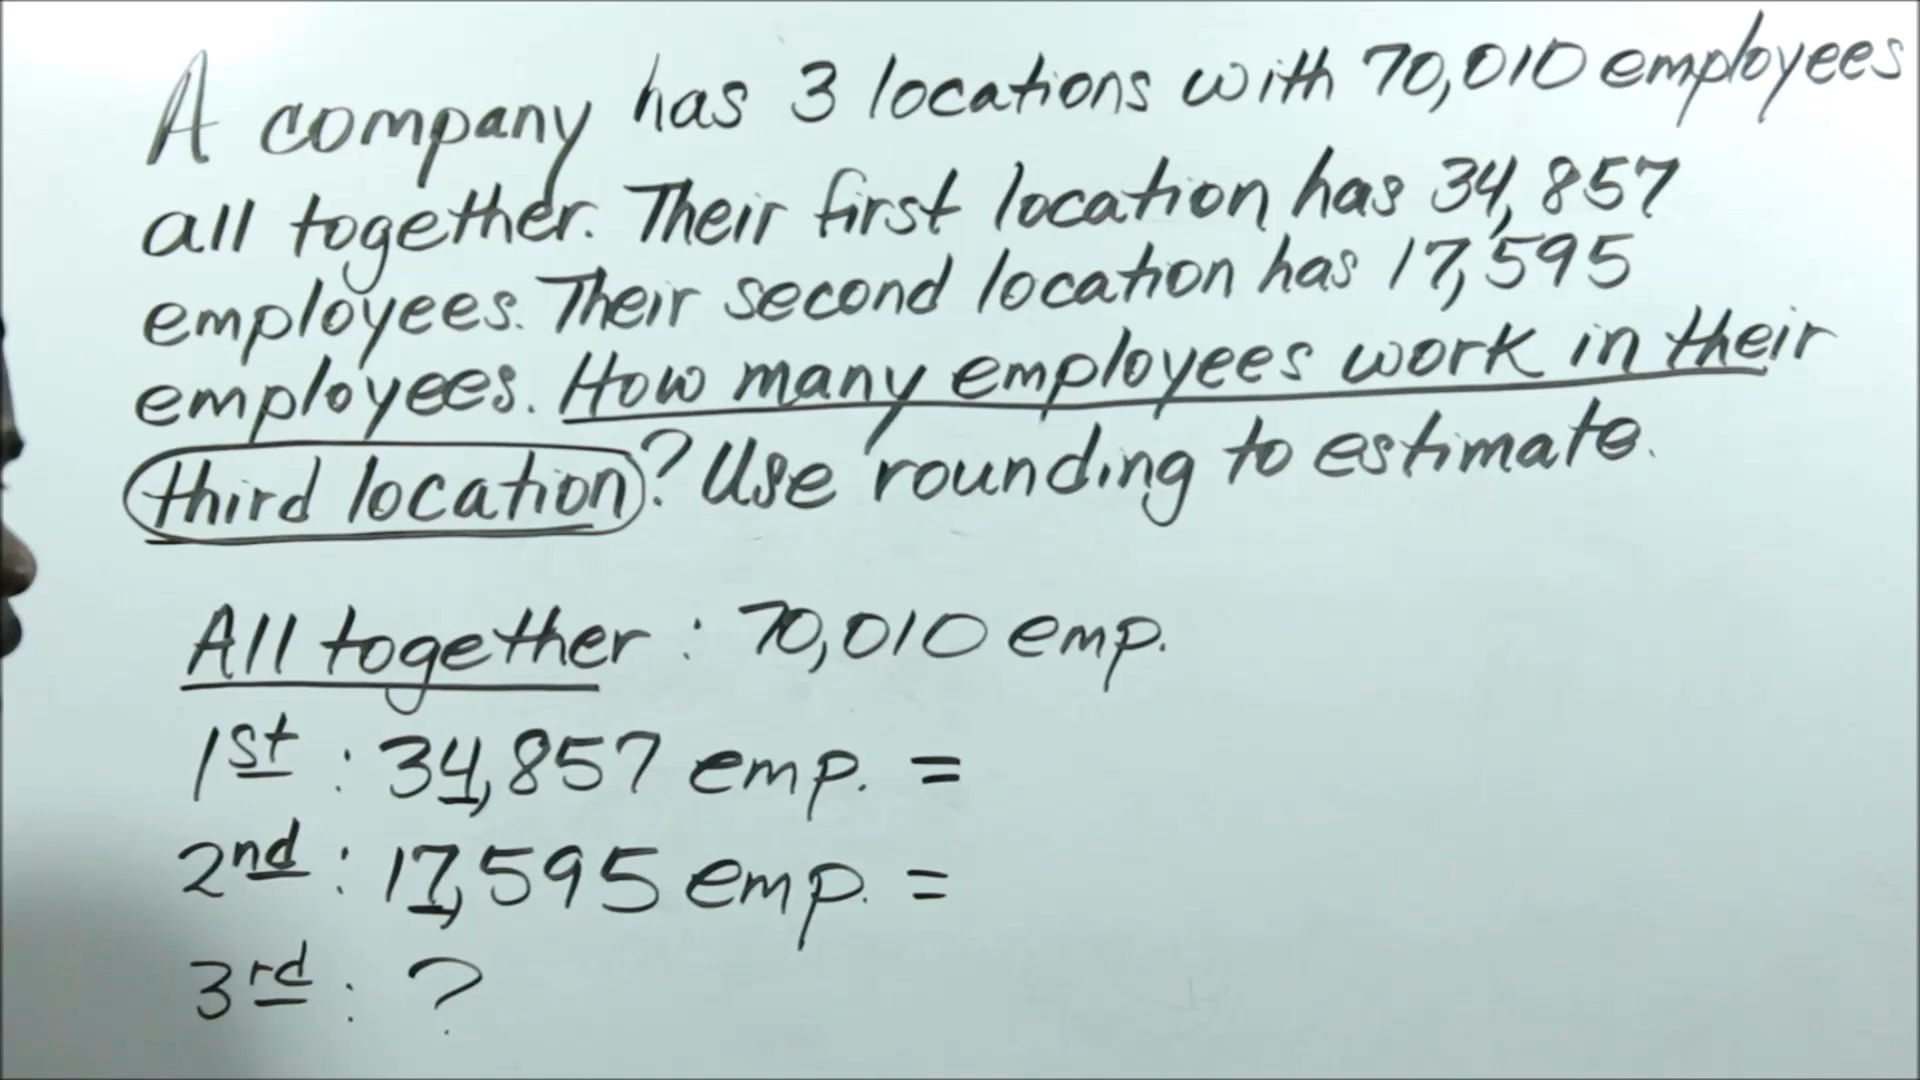 A company has 3 locations with 70,010 employees
all together. Their first location has 34,857
employees. Their second location has 17,595
employees. How many employees work in their
third location? Use rounding to estimate.
All together : 70,010 emp.
1st : 34,857 emp. =
2nd : 17,595 emp. =
3rd : ?